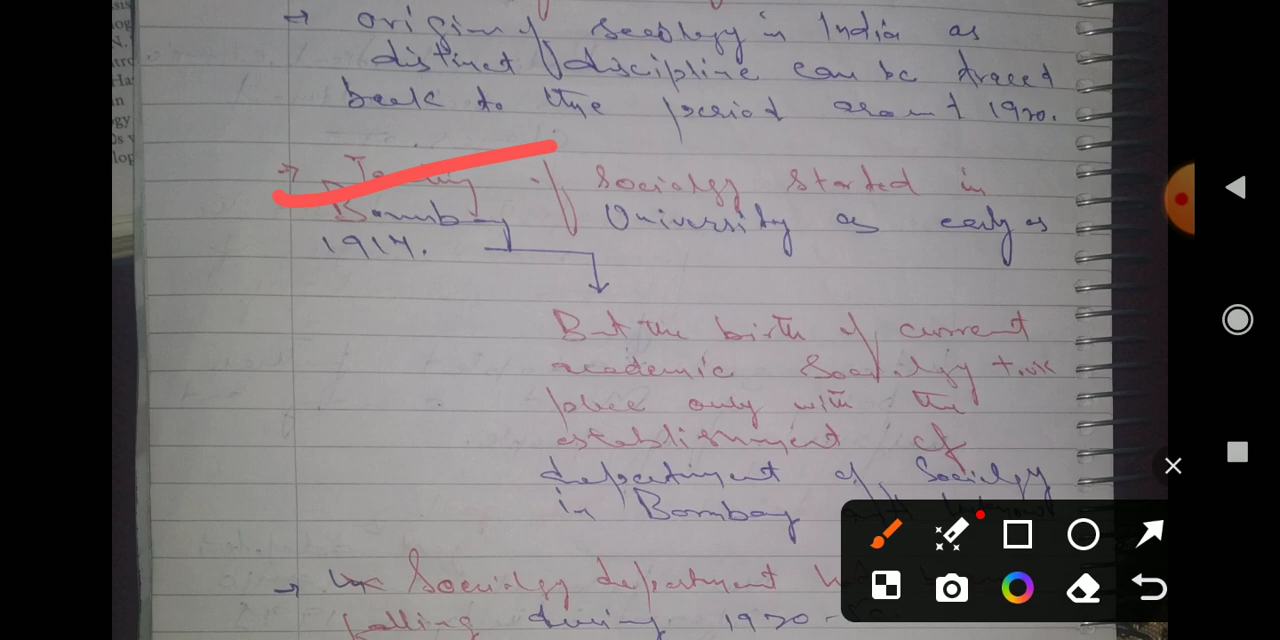 → origin of Sociology in India as
distinct discipline can be traced
back to the period around 1920.
→ of Sociology started in
Bombay University as early as
1914.
But the birth of current
academic Sociology took
place only with the
establishment of
department of Sociology
in Bombay
→ Sociology department
falling during 1920-